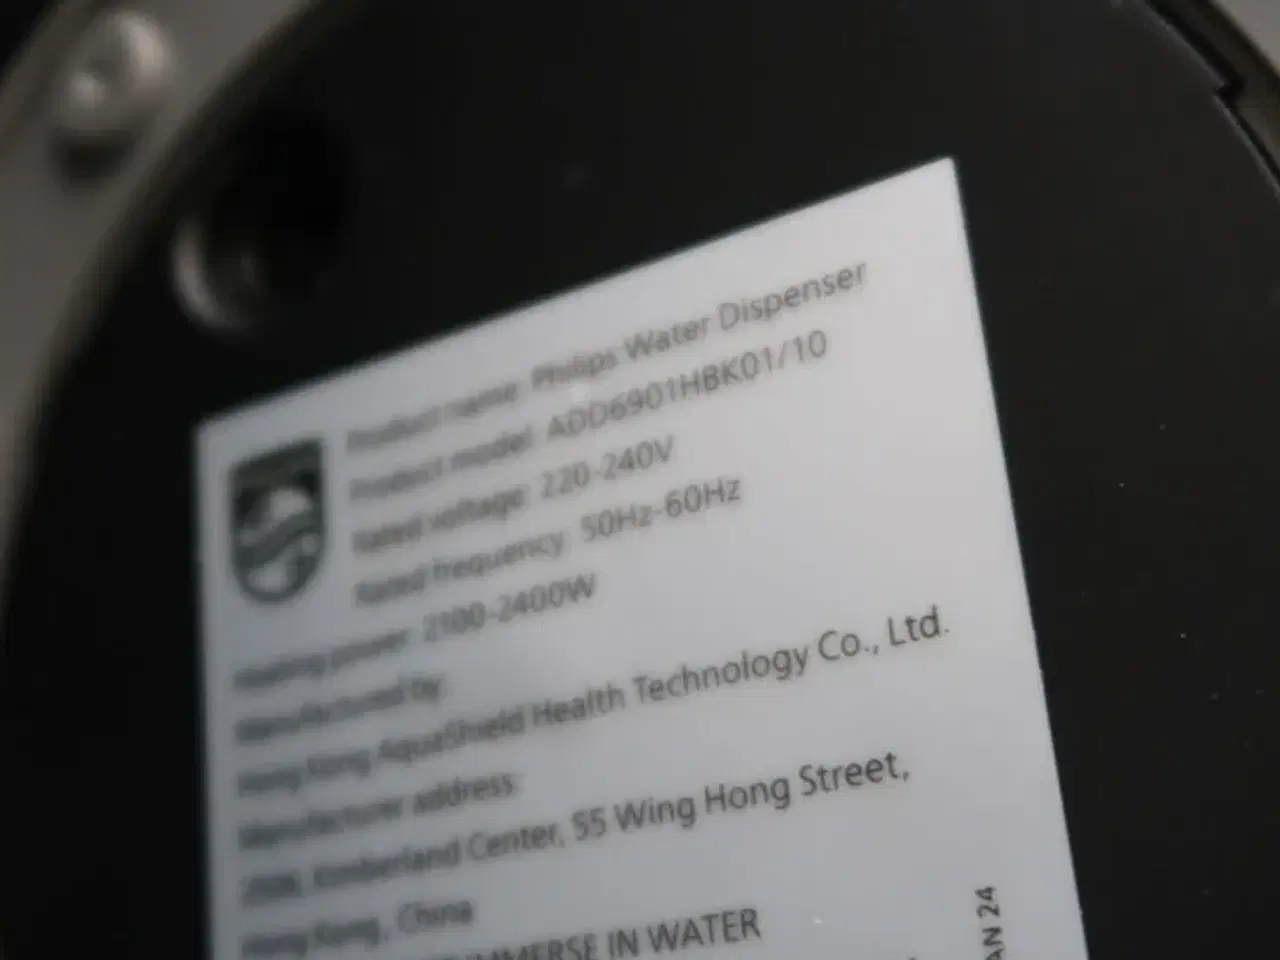 Product name: Philips Water Dispenser
Product model: ADD6901HBK01/10
Rated voltage: 220-240V
Rated frequency: 50Hz-60Hz
Heating power: 2100-2400W
Manufactured by:
Hong Kong AquaShield Health Technology Co., Ltd.
Manufacturer address:
Kimberland Center, 55 Wing Hong Street,
Hong Kong, China
IMMERSE IN WATER
AN 24